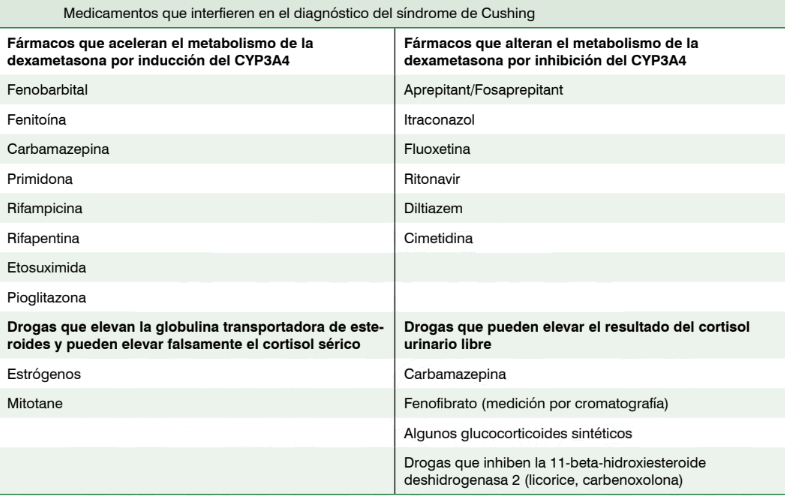 Medicamentos que interfieren en el diagnóstico del síndrome de Cushing
Fármacos que aceleran el metabolismo de la
dexametasona por inducción del CYP3A4
Fármacos que alteran el metabolismo de la
dexametasona por inhibición del CYP3A4
Fenobarbital
Aprepitant/Fosaprepitant
Fenitoína
Itraconazol
Carbamazepina
Fluoxetina
Primidona
Ritonavir
Rifampicina
Diltiazem
Rifapentina
Cimetidina
Etosuximida
Pioglitazona
Drogas que elevan la globulina transportadora de este-
roides y pueden elevar falsamente el cortisol sérico
Drogas que pueden elevar el resultado del cortisol
urinario libre
Estrógenos
Carbamazepina
Mitotane
Fenofibrato (medición por cromatografía)
Algunos glucocorticoides sintéticos
Drogas que inhiben la 11-beta-hidroxiesteroide
deshidrogenasa 2 (licorice, carbenoxolona)